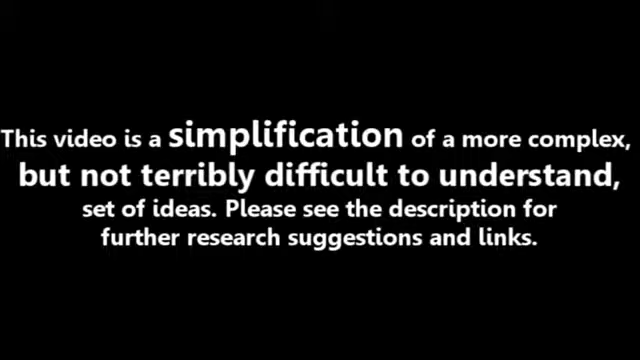 This video is a simplification of a more complex,
but not terribly difficult to understand,
set of ideas. Please see the description for
further research suggestions and links.